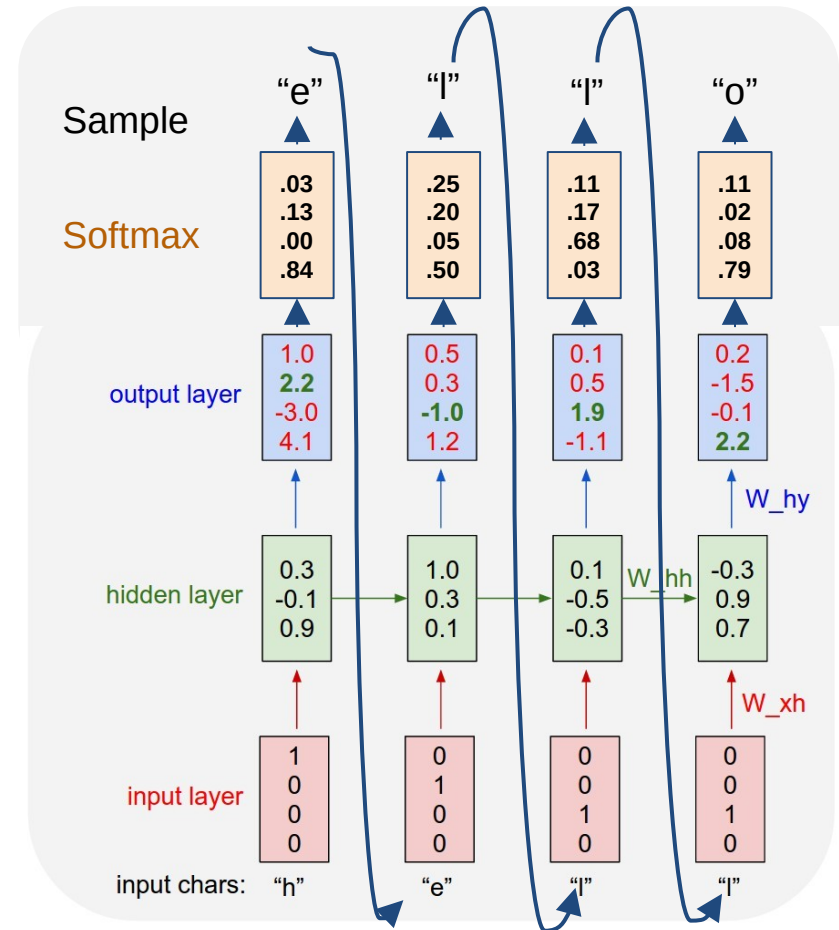 “e” “l” “l” “o”
Sample
.03 .25 .11 .11
.13 .20 .17 .02
.00 .05 .68 .08
.84 .50 .03 .79
Softmax
1.0 0.5 0.1 0.2
2.2 0.3 0.5 -1.5
-3.0 -1.0 1.9 -0.1
4.1 1.2 -1.1 2.2
output layer
W_hy
0.3 1.0 0.1 -0.3
-0.1 0.3 -0.5 0.9
0.9 0.1 -0.3 0.7
hidden layer
W_hh
W_xh
1 0 0 0
0 1 0 0
0 0 1 1
0 0 0 0
input layer
input chars: “h” “e” “l” “l”